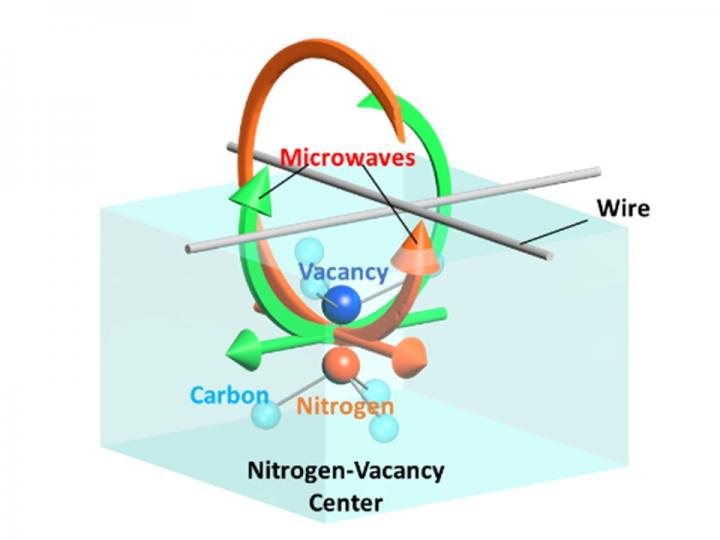 Microwaves
Wire
Vacancy
Carbon
Nitrogen
Nitrogen-Vacancy
Center